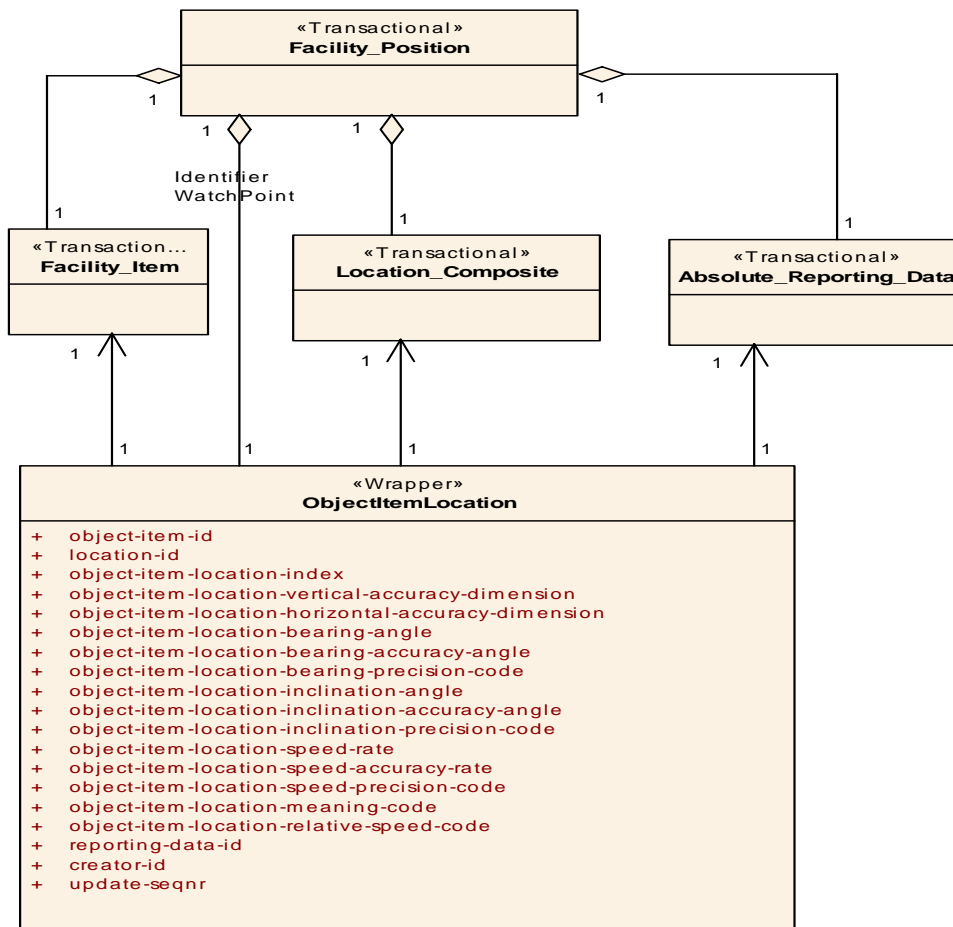 «Transactional»
Facility_Position
1
1
1
1
Identifier
WatchPoint
1
1
1
«Transaction...
Facility_Item
«Transactional»
Location_Composite
«Transactional»
Absolute_Reporting_Data
1
1
1
1
1
1
1
«Wrapper»
ObjectItemLocation
+ object-item-id
+ location-id
+ object-item-location-index
+ object-item-location-vertical-accuracy-dimension
+ object-item-location-horizontal-accuracy-dimension
+ object-item-location-bearing-angle
+ object-item-location-bearing-accuracy-angle
+ object-item-location-bearing-precision-code
+ object-item-location-inclination-angle
+ object-item-location-inclination-accuracy-angle
+ object-item-location-inclination-precision-code
+ object-item-location-speed-rate
+ object-item-location-speed-accuracy-rate
+ object-item-location-speed-precision-code
+ object-item-location-meaning-code
+ object-item-location-relative-speed-code
+ reporting-data-id
+ creator-id
+ update-seqnr